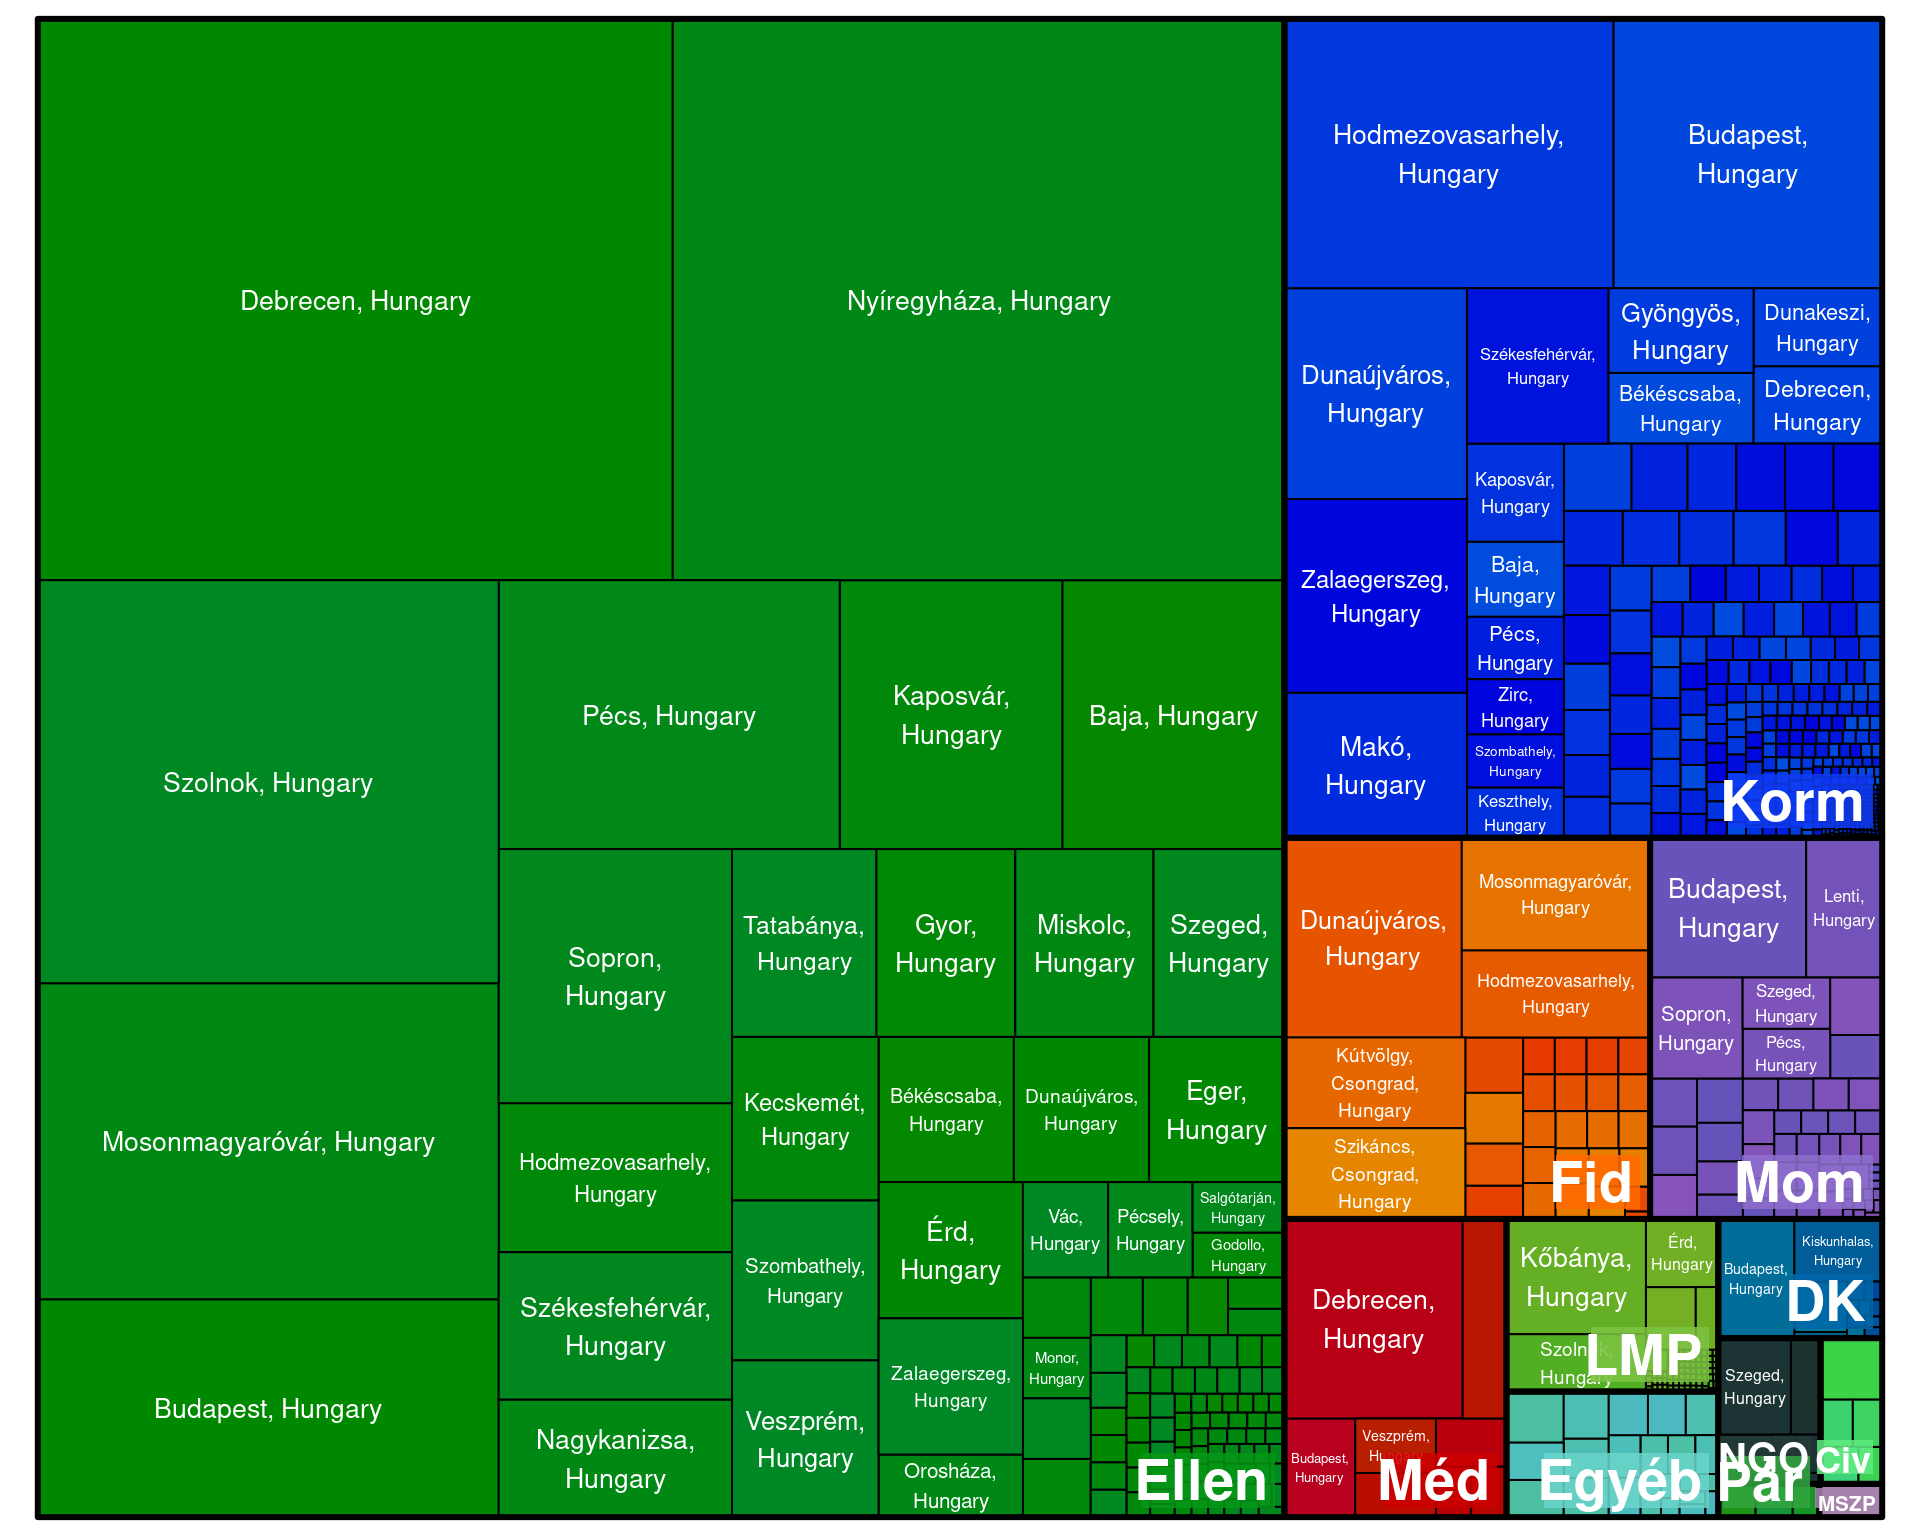 Debrecen, Hungary
Nyíregyháza, Hungary
Szolnok, Hungary
Pécs, Hungary
Kaposvár,
Hungary
Baja, Hungary
Mosonmagyaróvár, Hungary
Budapest, Hungary
Sopron,
Hungary
Tatabánya,
Hungary
Gyor,
Hungary
Miskolc,
Hungary
Szeged,
Hungary
Hodmezovasarhely,
Hungary
Székesfehérvár,
Hungary
Nagykanizsa,
Hungary
Kecskemét,
Hungary
Szombathely,
Hungary
Veszprém,
Hungary
Békéscsaba,
Hungary
Dunaújváros,
Hungary
Eger,
Hungary
Érd,
Hungary
Zalaegerszeg,
Hungary
Orosháza,
Hungary
Vác,
Hungary
Pécsely,
Hungary
Salgótarján,
Hungary
Godollo,
Hungary
Monor,
Hungary
Ellen
Hodmezovasarhely,
Hungary
Budapest,
Hungary
Dunaújváros,
Hungary
Székesfehérvár,
Hungary
Gyöngyös,
Hungary
Dunakeszi,
Hungary
Békéscsaba,
Hungary
Debrecen,
Hungary
Zalaegerszeg,
Hungary
Makó,
Hungary
Kaposvár,
Hungary
Baja,
Hungary
Pécs,
Hungary
Zirc,
Hungary
Szombathely,
Hungary
Keszthely,
Hungary
Korm
Dunaújváros,
Hungary
Mosonmagyaróvár,
Hungary
Hodmezovasarhely,
Hungary
Kútvölgy,
Csongrad,
Hungary
Szikáncs,
Csongrad,
Hungary
Fid
Budapest,
Hungary
Lenti,
Hungary
Sopron,
Hungary
Szeged,
Hungary
Pécs,
Hungary
Mom
Debrecen,
Hungary
Budapest,
Hungary
Veszprém,
Hungary
Méd
Kőbánya,
Hungary
Érd,
Hungary
Szolnok,
Hungary
LMP
Egyéb
Budapest,
Hungary
Kiskunhalas,
Hungary
DK
Szeged,
Hungary
NGO
Pár
Civ
MSZP